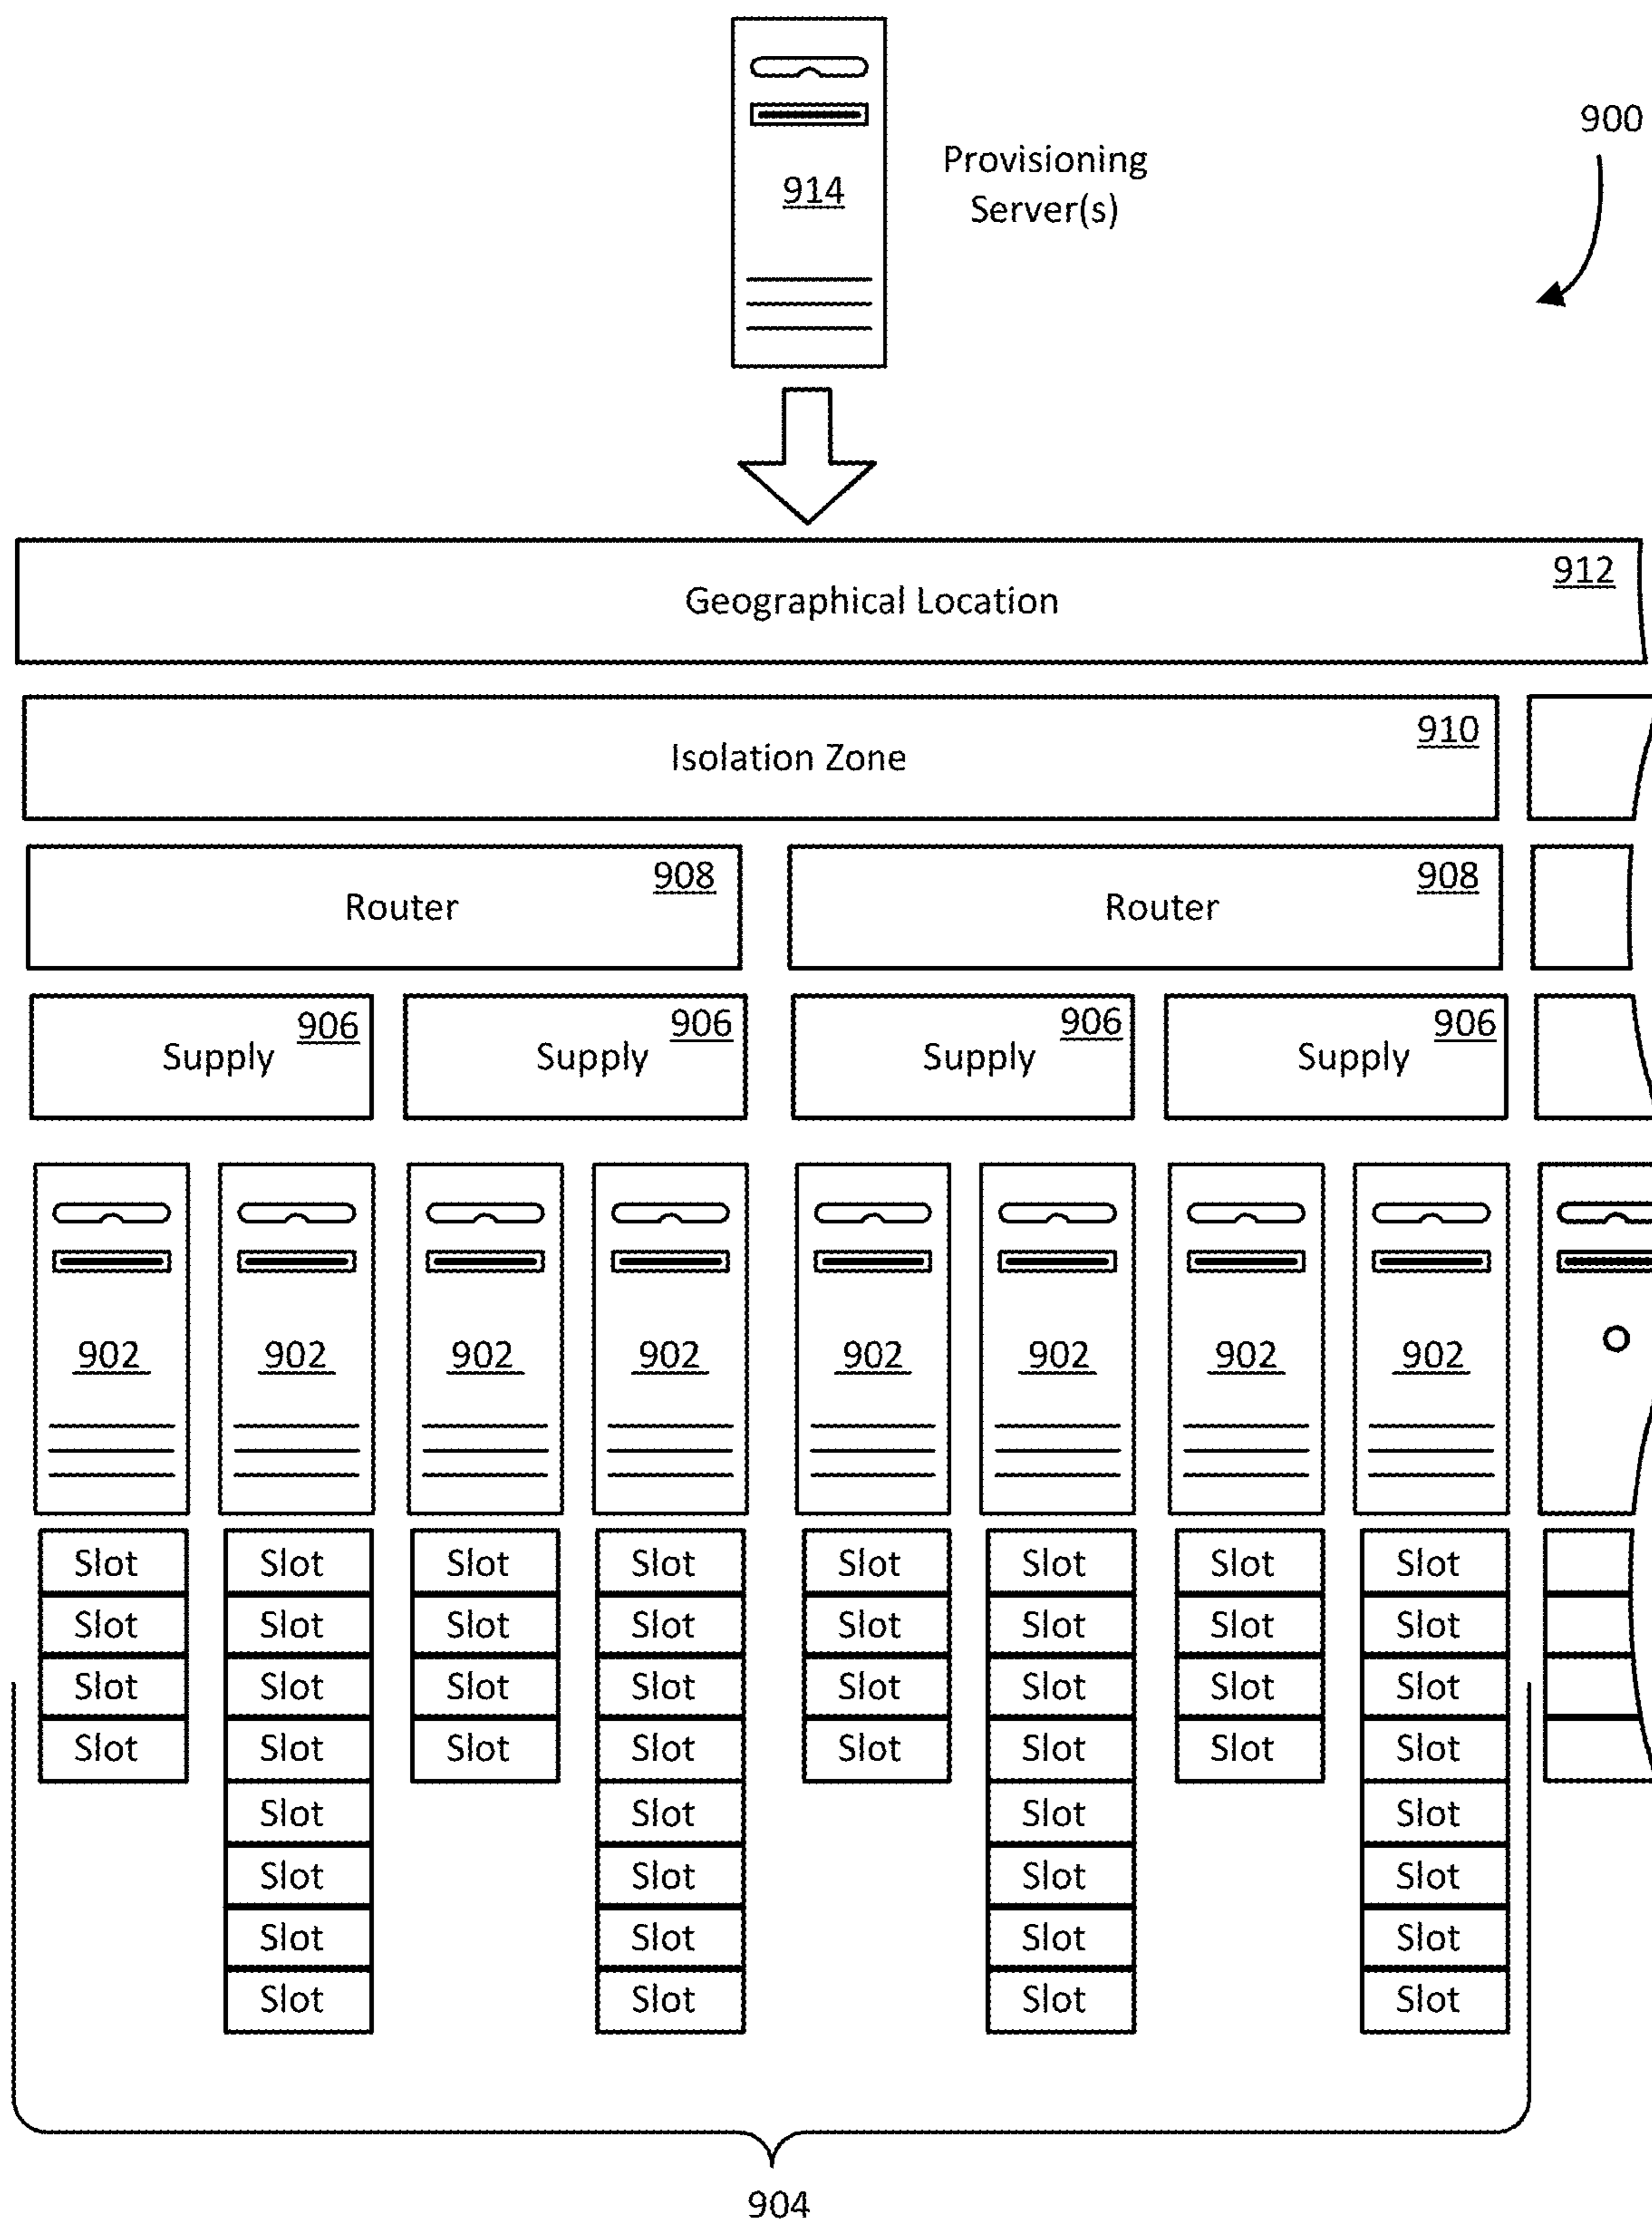 900
Provisioning
Server(s)
914
912
Geographical Location
910
Isolation Zone
908 908
Router Router
906 906 906 906
Supply Supply Supply Supply
902 902 902 902 902 902 902 902
Slot Slot Slot Slot Slot Slot Slot Slot
Slot Slot Slot Slot Slot Slot Slot Slot
Slot Slot Slot Slot Slot Slot Slot Slot
Slot Slot Slot Slot Slot Slot Slot Slot
Slot Slot Slot Slot
Slot Slot Slot Slot
Slot Slot Slot Slot
Slot Slot Slot Slot
904